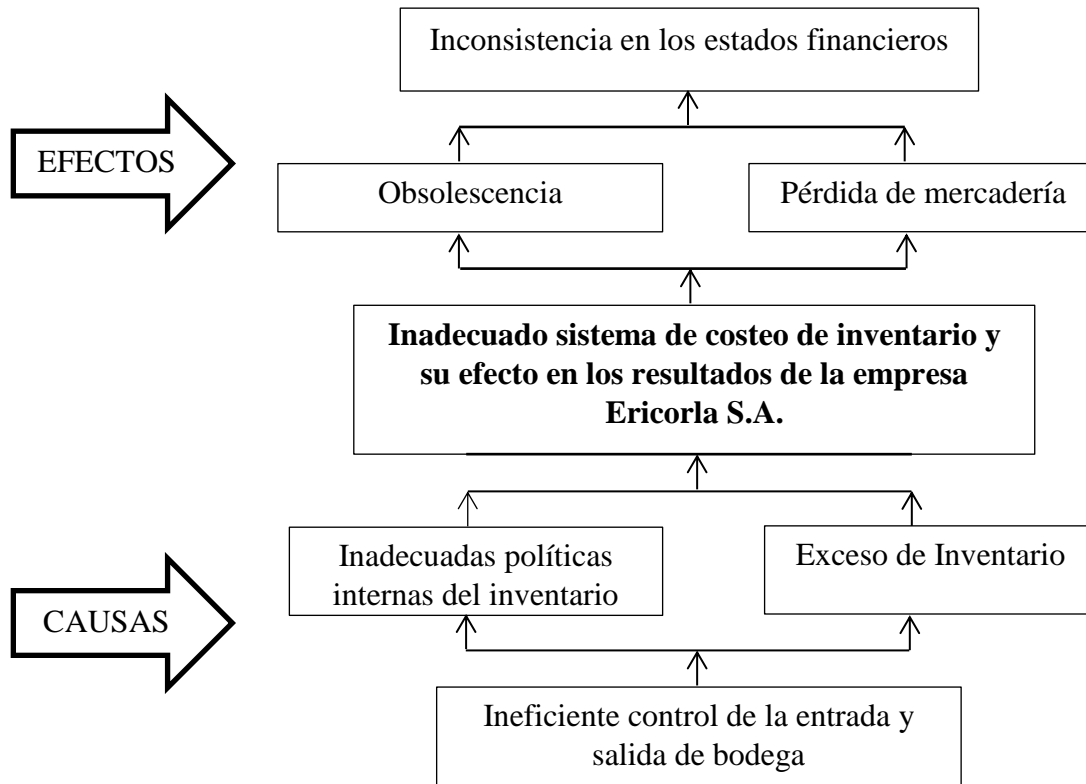 Inconsistencia en los estados financieros
EFECTOS
Obsolescencia
Pérdida de mercadería
Inadecuado sistema de costeo de inventario y
su efecto en los resultados de la empresa
Ericorla S.A.
Inadecuadas políticas
internas del inventario
Exceso de Inventario
CAUSAS
Ineficiente control de la entrada y
salida de bodega